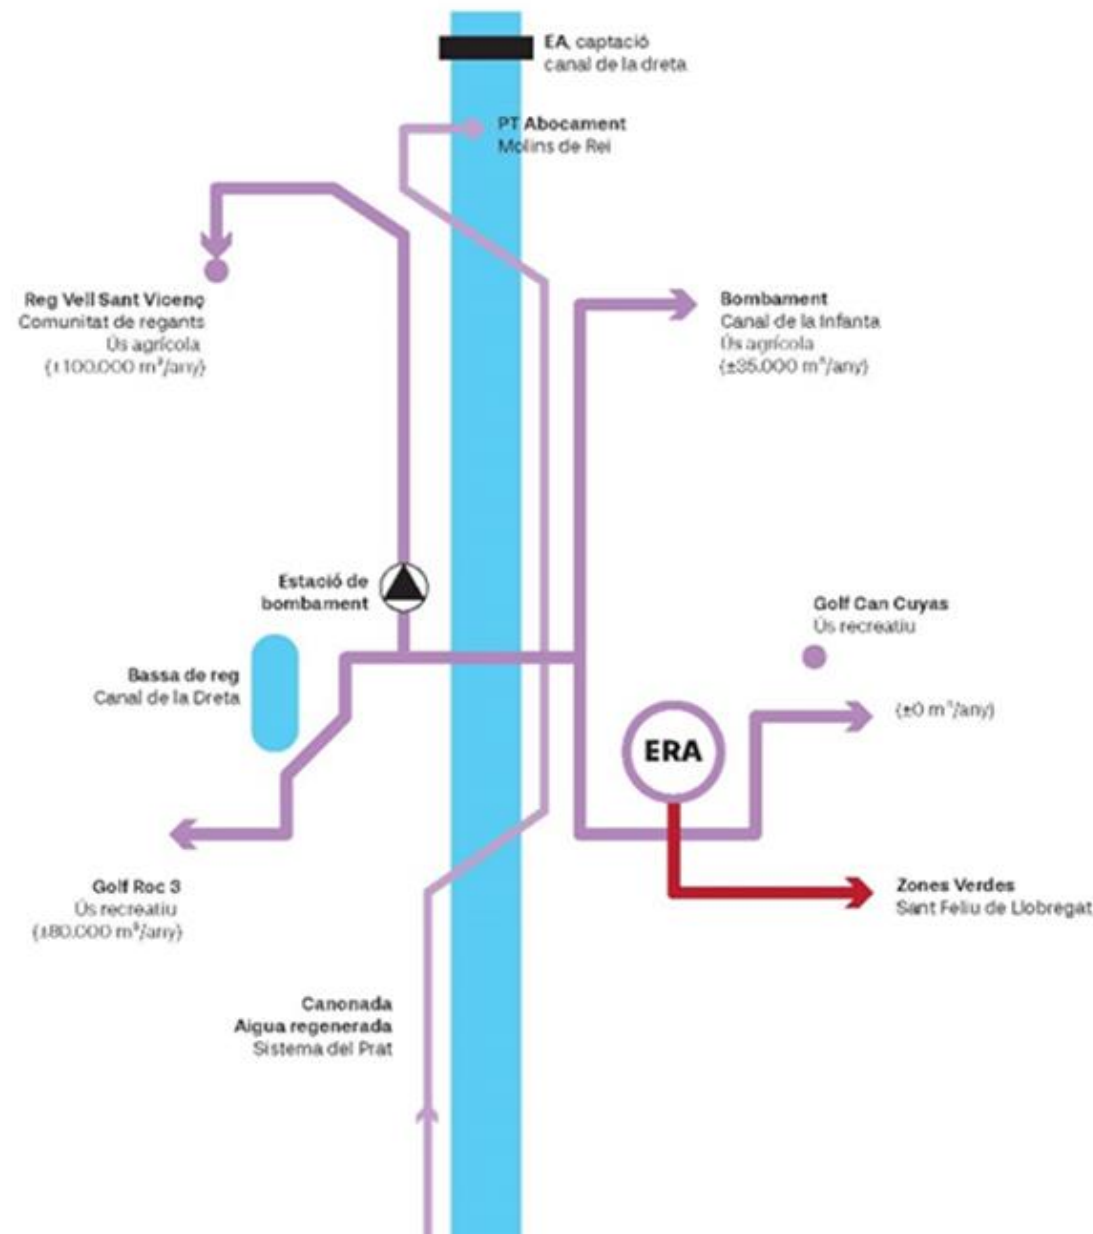 EA, captació
canal de la dreta
PT Abocament
Molins de Rei
Reg Vell Sant Vicenç
Comunitat de regants
Ús agrícola
(±100.000 m³/any)
Bombament
Canal de la Infanta
Ús agrícola
(±35.000 m³/any)
Estació de
bombament
Golf Can Cuyas
Ús recreatiu
Bassa de reg
Canal de la Dreta
(±0 m³/any)
ERA
Golf Roc 3
Ús recreatiu
(±80.000 m³/any)
Zones Verdes
Sant Feliu de Llobregat
Canonada
Aigua regenerada
Sistema del Prat